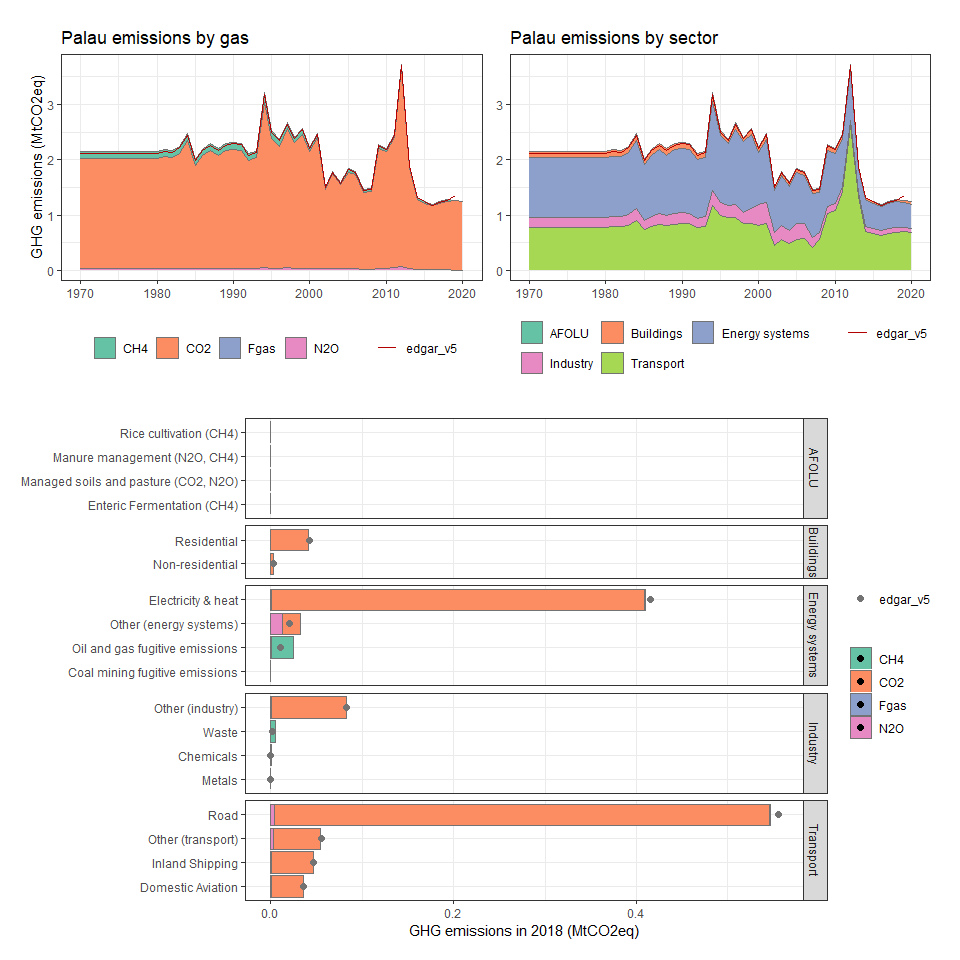 Palau emissions by gas
Palau emissions by sector
GHG emissions (MtCO2eq)
3
2
1
0
1970 1980 1990 2000 2010 2020
3
2
1
0
1970 1980 1990 2000 2010 2020
CH4 CO2 Fgas N2O edgar_v5
AFOLU Buildings Energy systems edgar_v5
Industry Transport
Rice cultivation (CH4)
Manure management (N2O, CH4)
Managed soils and pasture (CO2, N2O)
Enteric Fermentation (CH4)
AFOLU
Residential
Non-residential
Buildings
Electricity & heat
Other (energy systems)
Oil and gas fugitive emissions
Coal mining fugitive emissions
Energy systems
Other (industry)
Waste
Chemicals
Metals
Industry
Road
Other (transport)
Inland Shipping
Domestic Aviation
Transport
0.0 0.2 0.4
GHG emissions in 2018 (MtCO2eq)
edgar_v5
CH4
CO2
Fgas
N2O